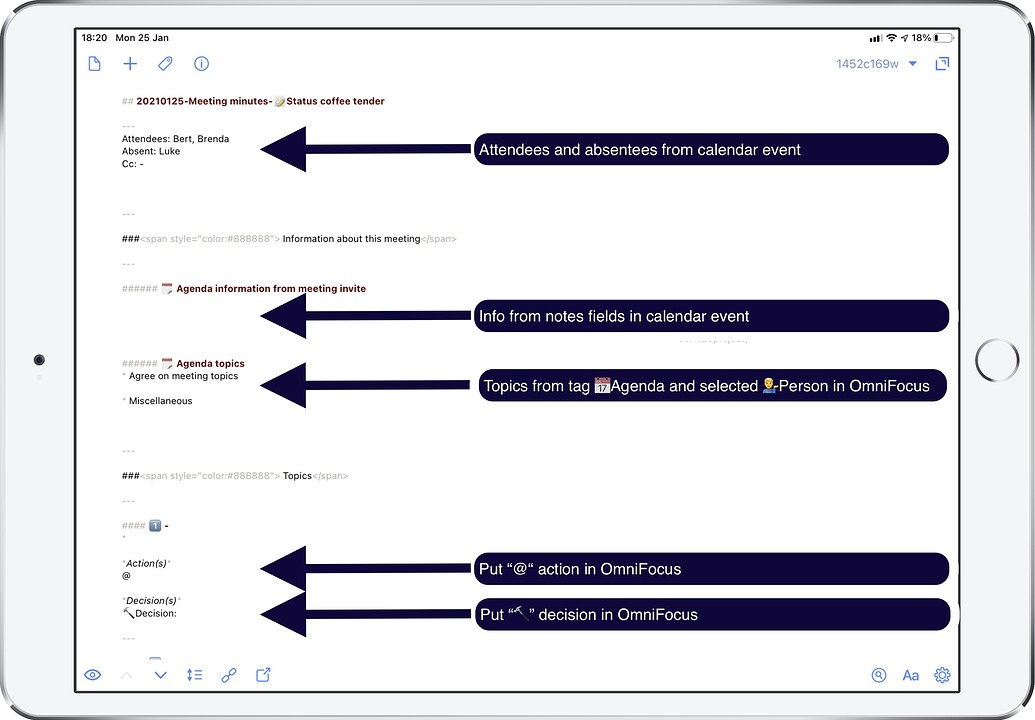 18:20 Mon 25 Jan 18%
1452c169w
## 20210125-Meeting minutes-📝Status coffee tender
---
Attendees: Bert, Brenda
Absent: Luke
Cc: -
Attendees and absentees from calendar event
---
###<span style="color:#888888"> Information about this meeting</span>
---
###### 🗒️ Agenda information from meeting invite
Info from notes fields in calendar event
###### 🗒️ Agenda topics
* Agree on meeting topics
* Miscellaneous
Topics from tag 📅Agenda and selected 💁‍♂️Person in OmniFocus
---
###<span style="color:#888888"> Topics</span>
---
#### 1️⃣ -
*
*Action(s)*
@
Put “@“ action in OmniFocus
*Decision(s)*
🔨Decision:
Put “🔨” decision in OmniFocus
---
Aa